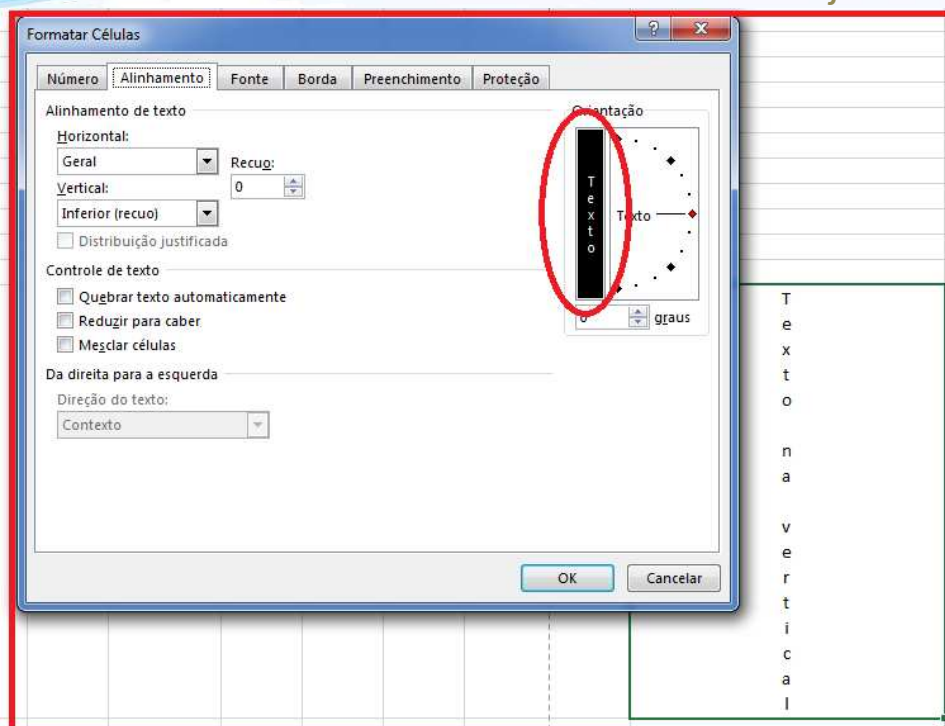 Formatar Células
Número Alinhamento Fonte Borda Preenchimento Proteção
Alinhamento de texto
Horizontal:
Geral
Recuo:
0
Vertical:
Inferior (recuo)
Distribuição justificada
Controle de texto
Quebrar texto automaticamente
Reduzir para caber
Mesclar células
Da direita para a esquerda
Direção do texto:
Contexto
Orientação
T
e
x
t
o
Texto
0 graus
OK Cancelar
T
e
x
t
o
n
a
v
e
r
t
i
c
a
l